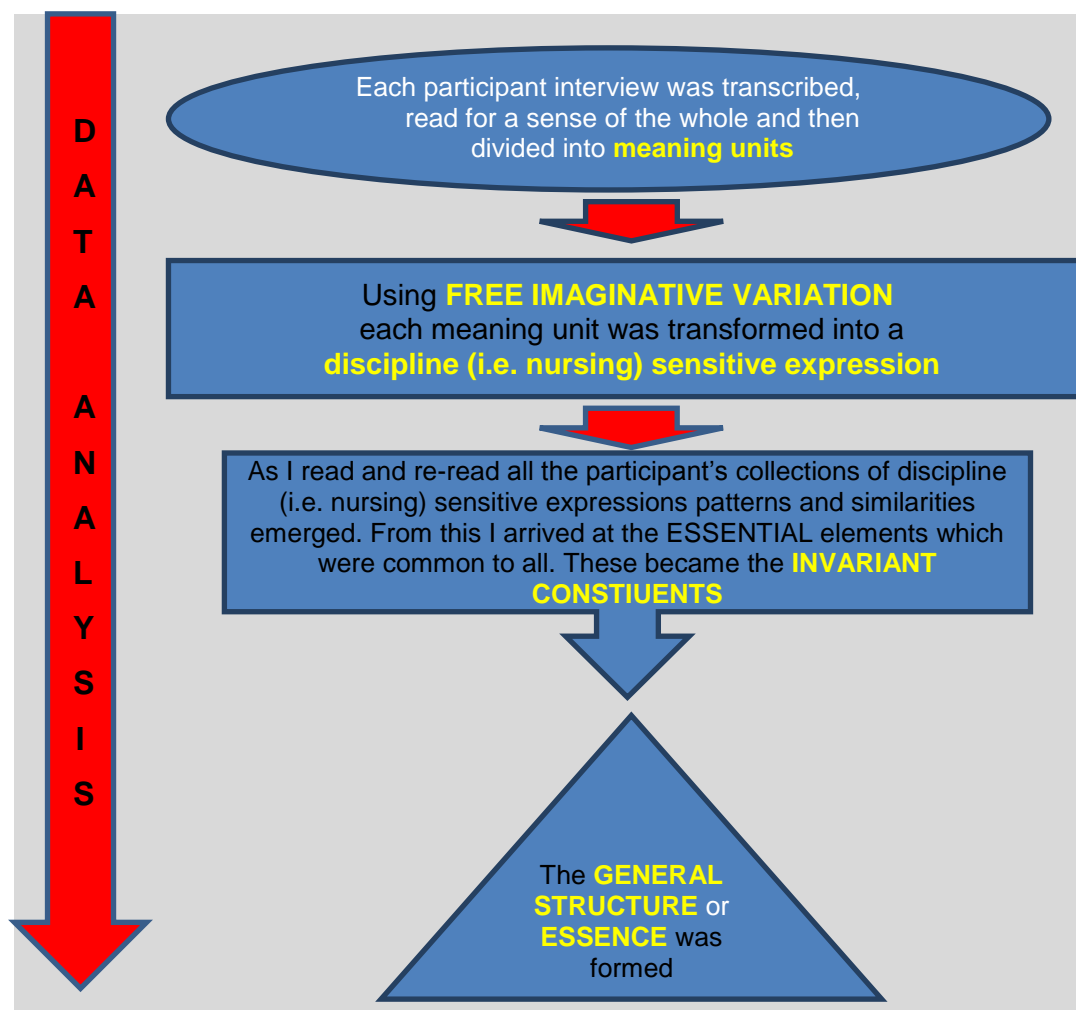 DATA ANALYSIS
Each participant interview was transcribed,
read for a sense of the whole and then
divided into meaning units
Using FREE IMAGINATIVE VARIATION
each meaning unit was transformed into a
discipline (i.e. nursing) sensitive expression
As I read and re-read all the participant's collections of discipline
(i.e. nursing) sensitive expressions patterns and similarities
emerged. From this I arrived at the ESSENTIAL elements which
were common to all. These became the INVARIANT
CONSTIUENTS
The GENERAL
STRUCTURE or
ESSENCE was
formed